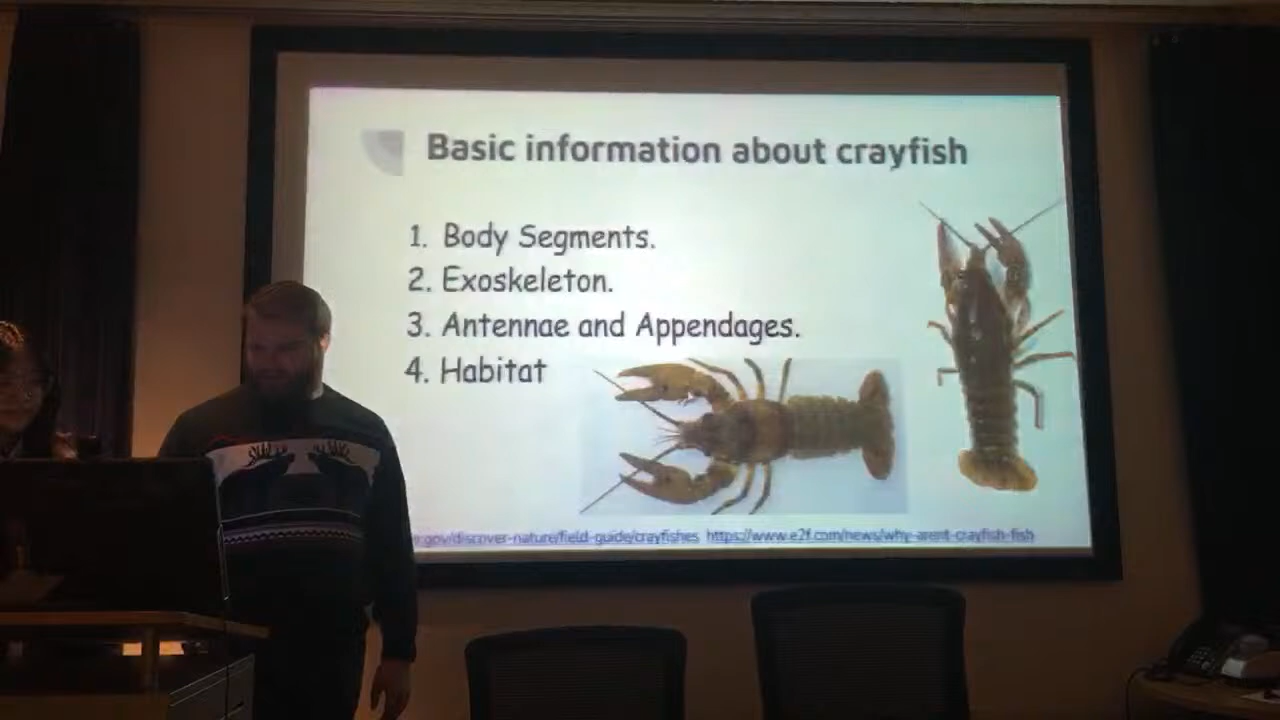 Basic information about crayfish
1. Body Segments.
2. Exoskeleton.
3. Antennae and Appendages.
4. Habitat
.gov/discover-nature/field-guide/crayfishes https://www.e2f.com/news/why-arent-crayfish-fish